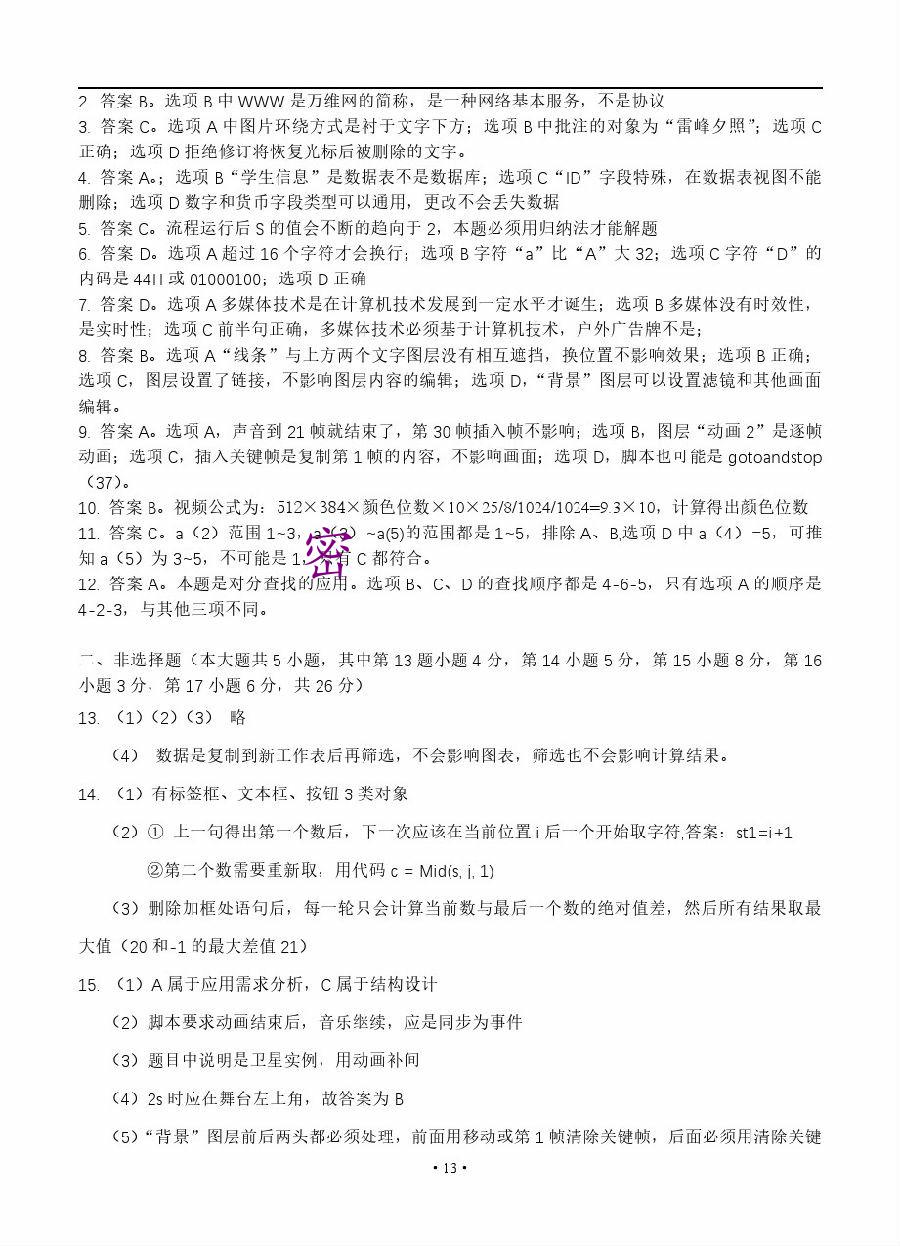 2. 答案 B。选项 B 中 WWW 是万维网的简称，是一种网络基本服务，不是协议
3. 答案 C。选项 A 中图片环绕方式是衬于文字下方；选项 B 中批注的对象为“雷峰夕照”；选项 C
正确；选项 D 拒绝修订将恢复光标后被删除的文字。
4. 答案 A。；选项 B“学生信息”是数据表不是数据库；选项 C“ID”字段特殊，在数据表视图不能
删除；选项 D 数字和货币字段类型可以通用，更改不会丢失数据
5. 答案 C。流程运行后 S 的值会不断的趋向于 2，本题必须用归纳法才能解题
6. 答案 D。选项 A 超过 16 个字符才会换行；选项 B 字符“a”比“A”大 32；选项 C 字符“D”的
内码是 44H 或 01000100；选项 D 正确
7. 答案 D。选项 A 多媒体技术是在计算机技术发展到一定水平才诞生；选项 B 多媒体没有时效性，
是实时性；选项 C 前半句正确，多媒体技术必须基于计算机技术，户外广告牌不是；
8. 答案 B。选项 A“线条”与上方两个文字图层没有相互遮挡，换位置不影响效果；选项 B 正确；
选项 C，图层设置了链接，不影响图层内容的编辑；选项 D，“背景”图层可以设置滤镜和其他画面
编辑。
9. 答案 A。选项 A，声音到 21 帧就结束了，第 30 帧插入帧不影响；选项 B，图层“动画 2”是逐帧
动画；选项 C，插入关键帧是复制第 1 帧的内容，不影响画面；选项 D，脚本也可能是 gotoandstop
（37）。
10. 答案 B。视频公式为：512×384×颜色位数×10×25/8/1024/1024=9.3×10，计算得出颜色位数
11. 答案 C。a（2）范围 1~3，a（3）~a(5)的范围都是 1~5，排除 A、B,选项 D 中 a（4）=5，可推
知 a（5）为 3~5，不可能是 1，只有 C 都符合。
密
12. 答案 A。本题是对分查找的应用。选项 B、C、D 的查找顺序都是 4-6-5，只有选项 A 的顺序是
4-2-3，与其他三项不同。
二、非选择题（本大题共 5 小题，其中第 13 题小题 4 分，第 14 小题 5 分，第 15 小题 8 分，第 16
小题 3 分，第 17 小题 6 分，共 26 分）
13. （1）（2）（3） 略
（4） 数据是复制到新工作表后再筛选，不会影响图表，筛选也不会影响计算结果。
14. （1）有标签框、文本框、按钮 3 类对象
（2）① 上一句得出第一个数后，下一次应该在当前位置 i 后一个开始取字符,答案：st1=i+1
②第二个数需要重新取，用代码 c = Mid(s, j, 1)
（3）删除加框处语句后，每一轮只会计算当前数与最后一个数的绝对值差，然后所有结果取最
大值（20 和-1 的最大差值 21）
15. （1）A 属于应用需求分析，C 属于结构设计
（2）脚本要求动画结束后，音乐继续，应是同步为事件
（3）题目中说明是卫星实例，用动画补间
（4）2s 时应在舞台左上角，故答案为 B
（5）“背景”图层前后两头都必须处理，前面用移动或第 1 帧清除关键帧，后面必须用清除关键
• 13 •